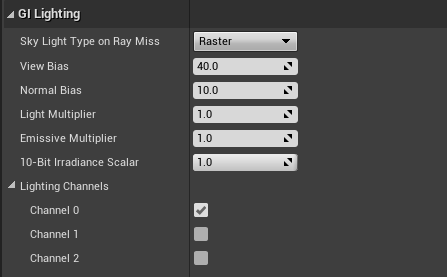 GI Lighting
Sky Light Type on Ray Miss Raster
View Bias 40.0
Normal Bias 10.0
Light Multiplier 1.0
Emissive Multiplier 1.0
10-Bit Irradiance Scalar 1.0
Lighting Channels
Channel 0
Channel 1
Channel 2